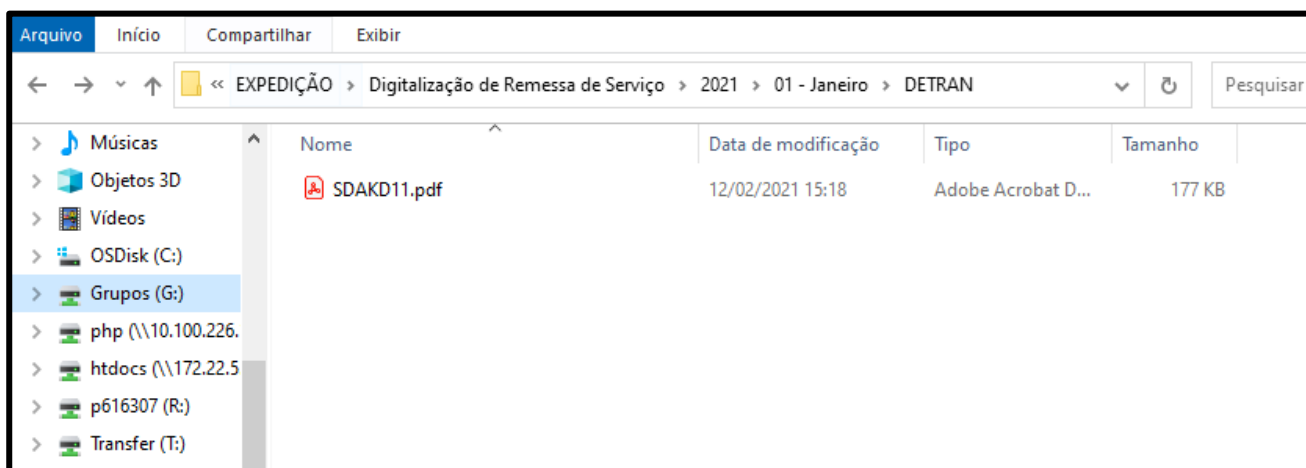 Arquivo Início Compartilhar Exibir
« EXPEDIÇÃO > Digitalização de Remessa de Serviço > 2021 > 01 - Janeiro > DETRAN Pesquisar
Músicas
Nome Data de modificação Tipo Tamanho
Objetos 3D
SDAKD11.pdf 12/02/2021 15:18 Adobe Acrobat D... 177 KB
Vídeos
OSDisk (C:)
Grupos (G:)
php (\\10.100.226.
htdocs (\\172.22.5
p616307 (R:)
Transfer (T:)